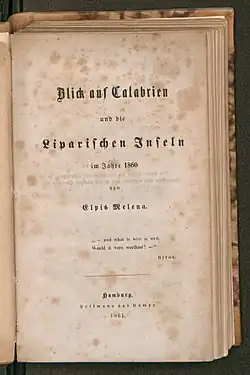 Blick auf Calabrien
und die
Liparischen Inseln
im Jahre 1860
von
Elpis Melena.
„— and what is writ is writ,
Would it were worthier! —“
Byron.
Hamburg.
Hoffmann und Campe.
1861.